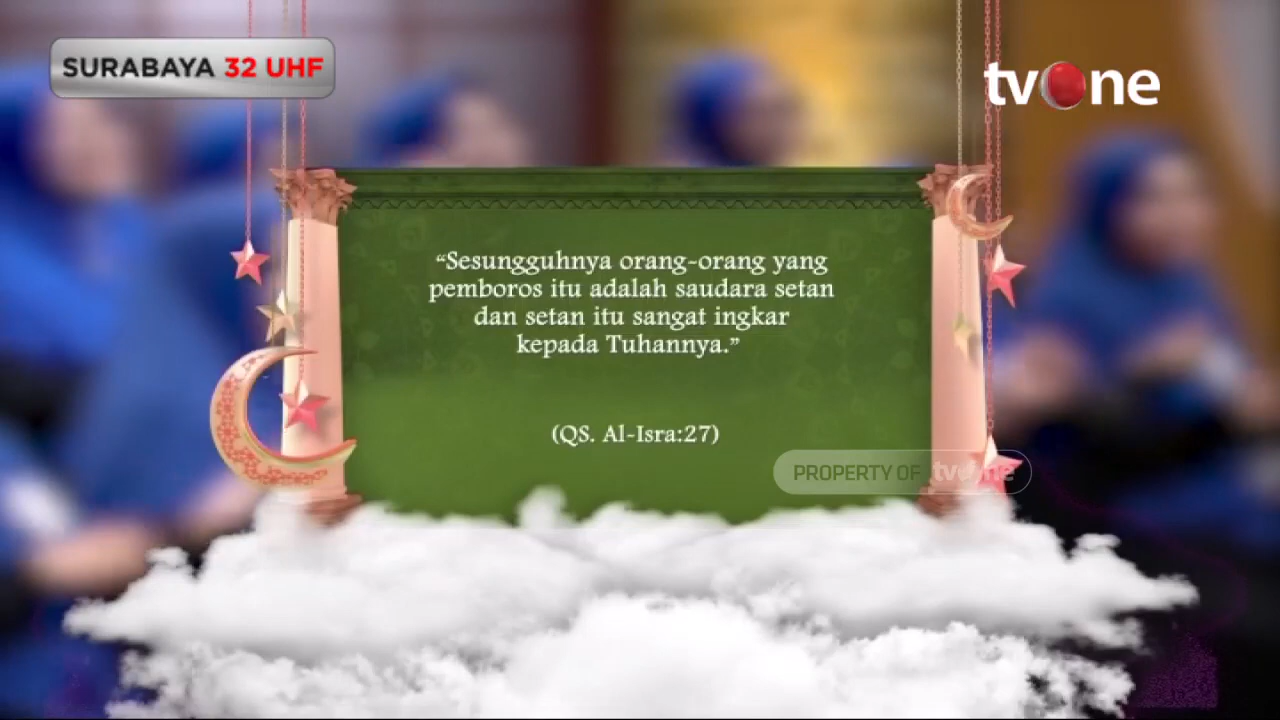 SURABAYA 32 UHF
tvOne
“Sesungguhnya orang-orang yang
pemboros itu adalah saudara setan
dan setan itu sangat ingkar
kepada Tuhannya.”
(QS. Al-Isra:27)
PROPERTY OF tvOne